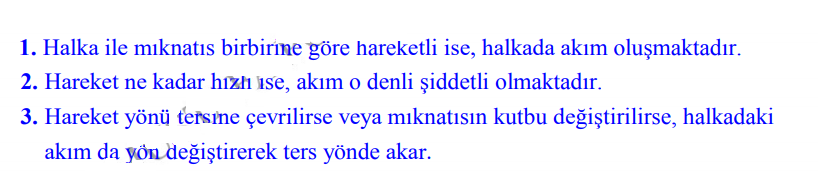 1. Halka ile mıknatıs birbirine göre hareketli ise, halkada akım oluşmaktadır.
2. Hareket ne kadar hızlı ise, akım o denli şiddetli olmaktadır.
3. Hareket yönü tersine çevrilirse veya mıknatısın kutbu değiştirilirse, halkadaki
akım da yön değiştirerek ters yönde akar.